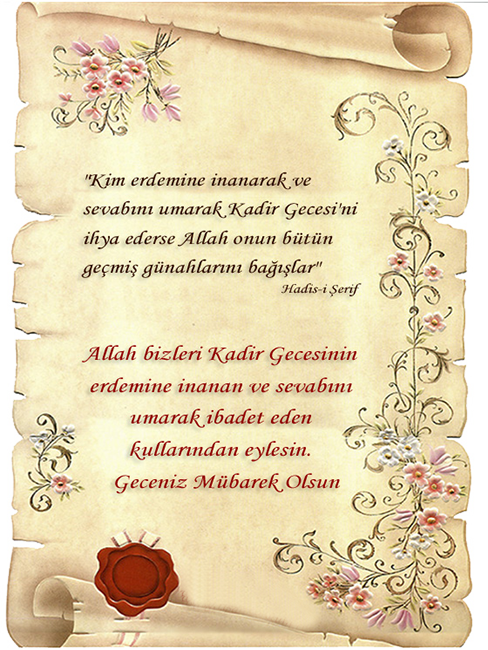 "Kim erdemine inanarak ve
sevabını umarak Kadir Gecesi'ni
ihya ederse Allah onun bütün
geçmiş günahlarını bağışlar"
Hadis-i Şerif
Allah bizleri Kadir Gecesinin
erdemine inanan ve sevabını
umarak ibadet eden
kullarından eylesin.
Geceniz Mübarek Olsun